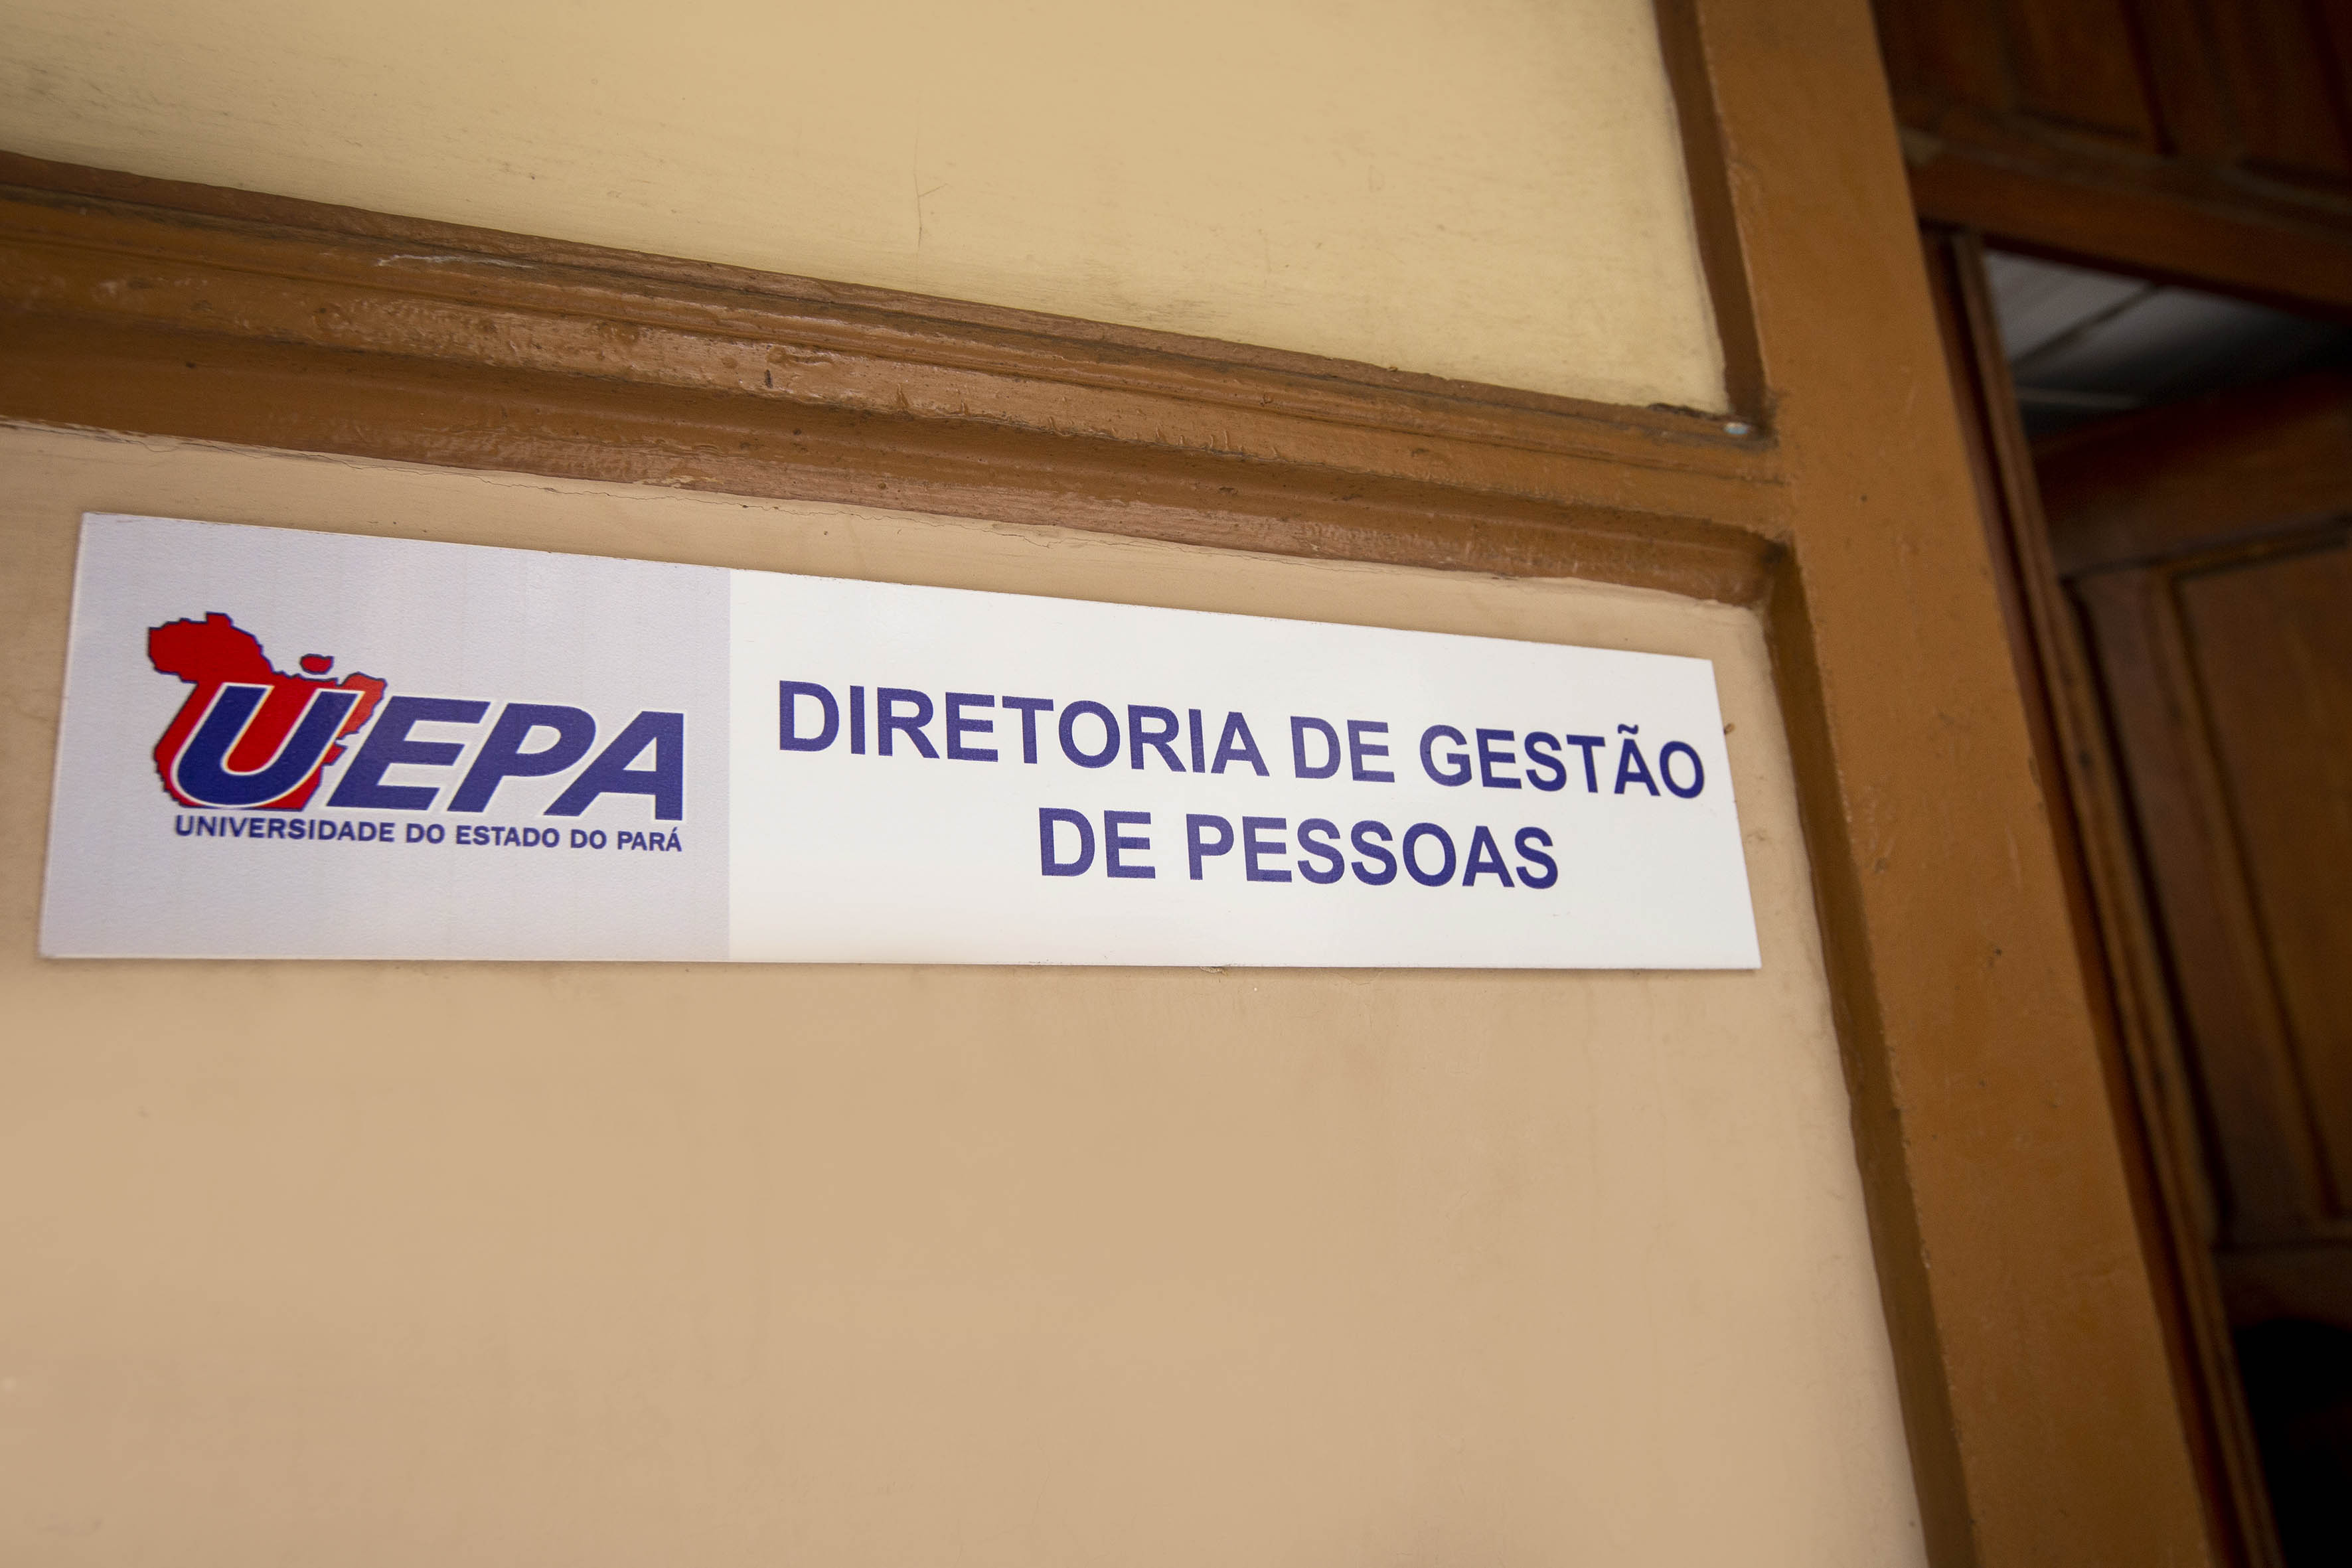 UEPA
UNIVERSIDADE DO ESTADO DO PARÁ
DIRETORIA DE GESTÃO
DE PESSOAS